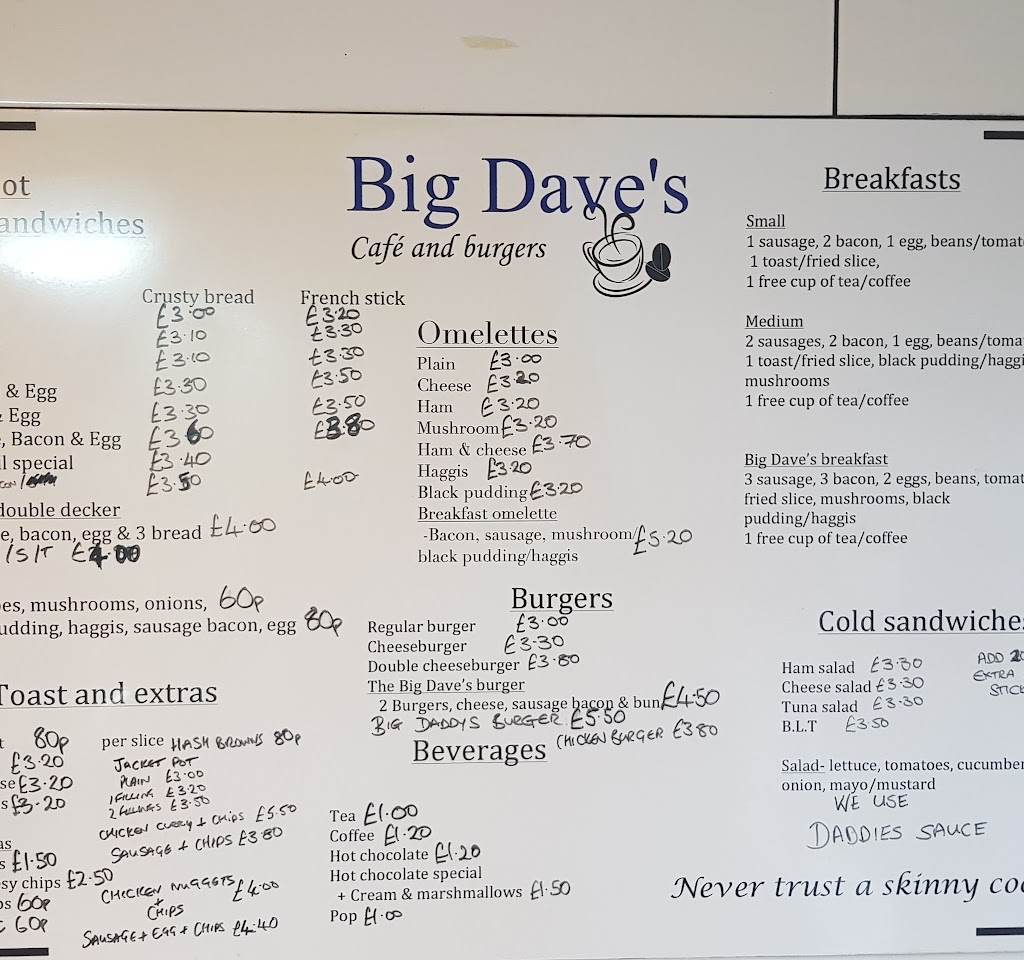 Big Dave's
Café and burgers
ot
andwiches
Crusty bread French stick
£3.00 £3.20
£3.10 £3.30
£3.10 £3.30
& Egg £3.30 £3.50
& Egg £3.30 £3.50
, Bacon & Egg £3.60 £3.80
l special £3.40
£3.50 £4.00
double decker
e, bacon, egg & 3 bread £4.00
/S/T
es, mushrooms, onions, 60p
udding, haggis, sausage bacon, egg 80p
Toast and extras
t 80p per slice HASH BROWNS 80p
£3.20
se £3.20
s £3.20
JACKET POT
PLAIN £3.00
1 FILLING £3.20
2 FILLINGS £3.50
CHICKEN CURRY + CHIPS £5.50
SAUSAGE + CHIPS £3.80
as
s £1.50
sy chips £2.50
ps 60p
60p
CHICKEN NUGGETS £4.00
+
CHIPS
SAUSAGE + EGG + CHIPS £4.40
Omelettes
Plain £3.00
Cheese £3.20
Ham £3.20
Mushroom £3.20
Ham & cheese £3.70
Haggis £3.20
Black pudding £3.20
Breakfast omelette
-Bacon, sausage, mushroom/ £5.20
black pudding/haggis
Burgers
Regular burger £3.00
Cheeseburger £3.30
Double cheeseburger £3.80
The Big Dave's burger
2 Burgers, cheese, sausage bacon & bun £4.50
BIG DADDYS BURGER £5.50
CHICKEN BURGER £3.80
Beverages
Tea £1.00
Coffee £1.20
Hot chocolate £1.20
Hot chocolate special
+ Cream & marshmallows £1.50
Pop £1.00
Breakfasts
Small
1 sausage, 2 bacon, 1 egg, beans/tomato
1 toast/fried slice,
1 free cup of tea/coffee
Medium
2 sausages, 2 bacon, 1 egg, beans/toma
1 toast/fried slice, black pudding/haggi
mushrooms
1 free cup of tea/coffee
Big Dave's breakfast
3 sausage, 3 bacon, 2 eggs, beans, tomat
fried slice, mushrooms, black
pudding/haggis
1 free cup of tea/coffee
Cold sandwiches
Ham salad £3.30
Cheese salad £3.30
Tuna salad £3.30
B.L.T £3.50
ADD 20
EXTRA
STICK
Salad- lettuce, tomatoes, cucumber
onion, mayo/mustard
WE USE
DADDIES SAUCE
Never trust a skinny coo